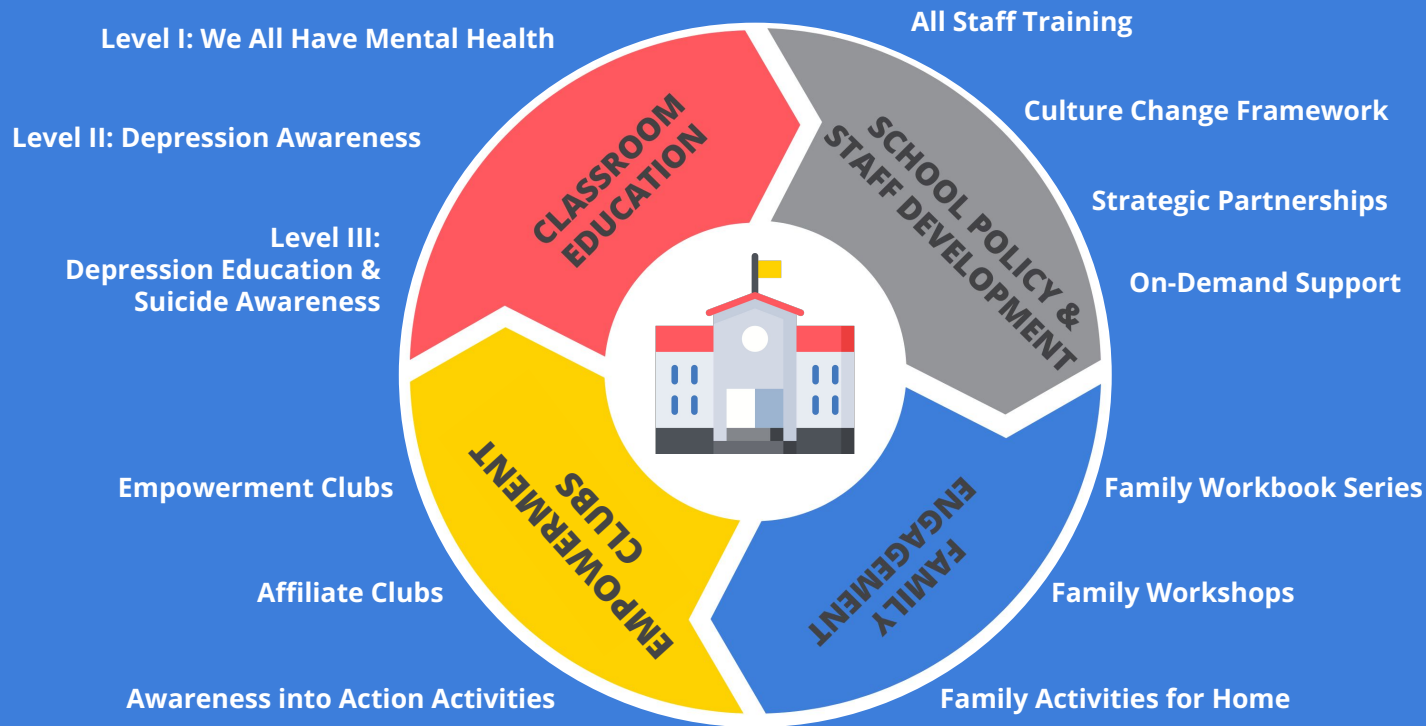 Level I: We All Have Mental Health
Level II: Depression Awareness
Level III:
Depression Education &
Suicide Awareness
CLASSROOM
EDUCATION
All Staff Training
Culture Change Framework
Strategic Partnerships
On-Demand Support
SCHOOL POLICY &
STAFF DEVELOPMENT
Empowerment Clubs
Affiliate Clubs
Awareness into Action Activities
EMPOWERMENT
CLUBS
Family Workbook Series
Family Workshops
Family Activities for Home
FAMILY
ENGAGEMENT